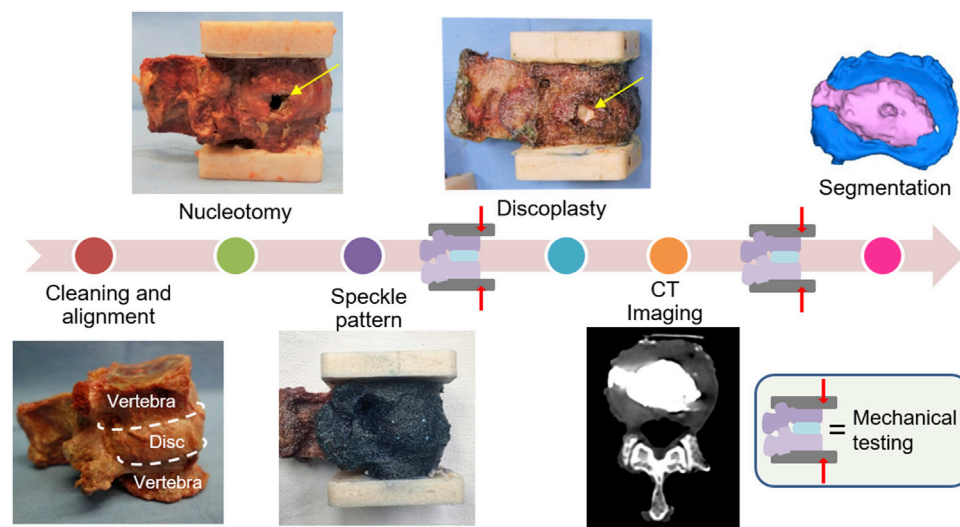 Nucleotomy
Discoplasty
Segmentation
Cleaning and
alignment
Speckle
pattern
CT
Imaging
Vertebra
Disc
Vertebra
= Mechanical
testing